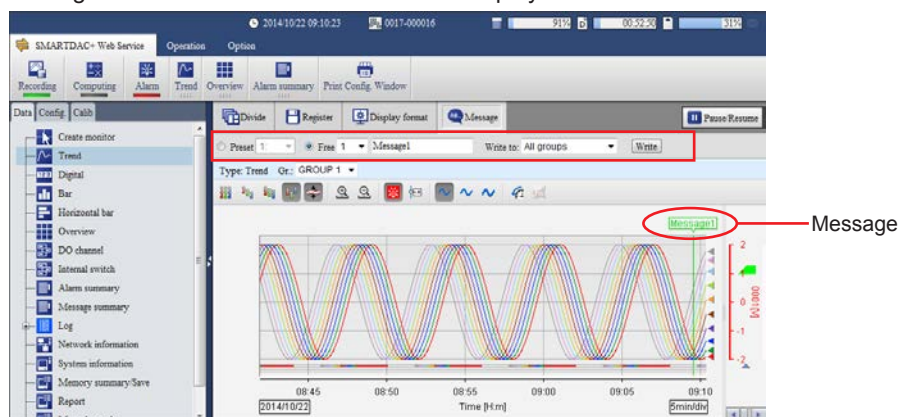 2014/10/22 09:10:23 0017-000016 91% 00:52:50 31%
SMARTDAC+ Web Service Operation Option
Recording Computing Alarm Trend Overview Alarm summary Print Config. Window
Data Config. Calib
Divide Register Display format Message Pause/Resume
Create monitor
Preset 1: Free 1 Message1 Write to: All groups Write
Trend
Type: Trend Gr.: GROUP 1
Digital
Bar
Horizontal bar
Overview
Message1
Message
DO channel
Internal switch
Alarm summary
Message summary
Log
Network information
System information
Memory summary/Save
Report
2
1
0
-1
-2
0001[V]
08:45 08:50 08:55 09:00 09:05 09:10
2014/10/22 Time [H:m] 5min/div